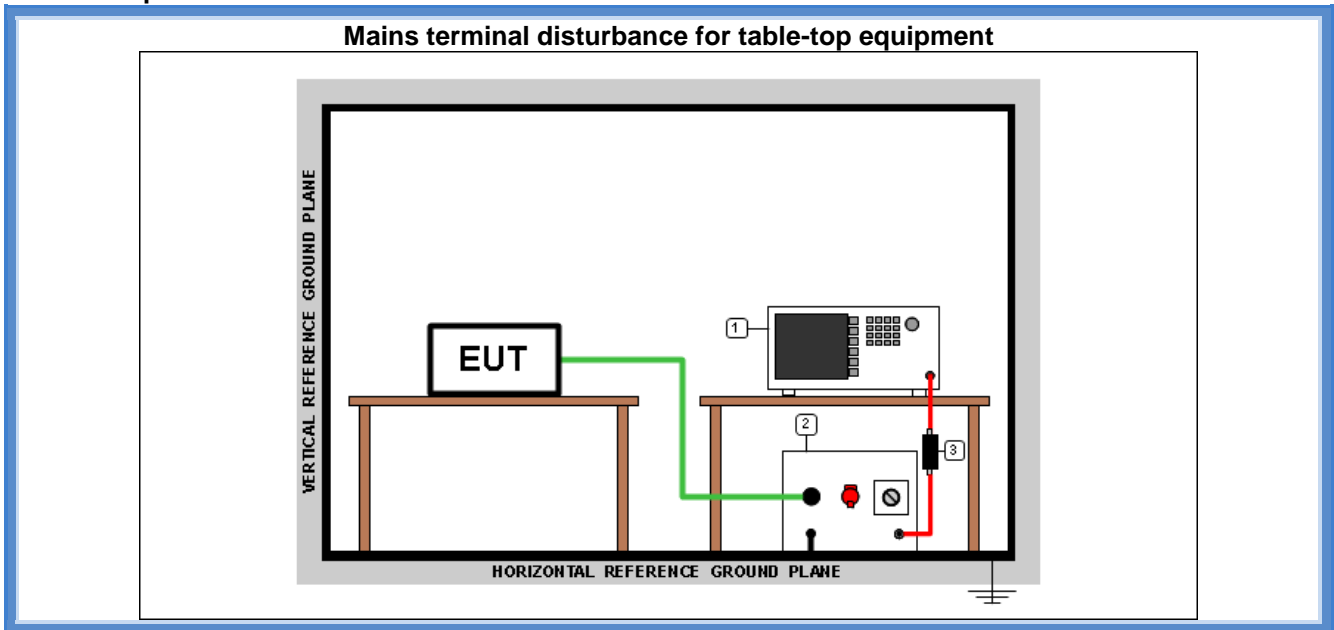 Mains terminal disturbance for table-top equipment
VERTICAL REFERENCE GROUND PLANE
EUT
1
2
3
HORIZONTAL REFERENCE GROUND PLANE